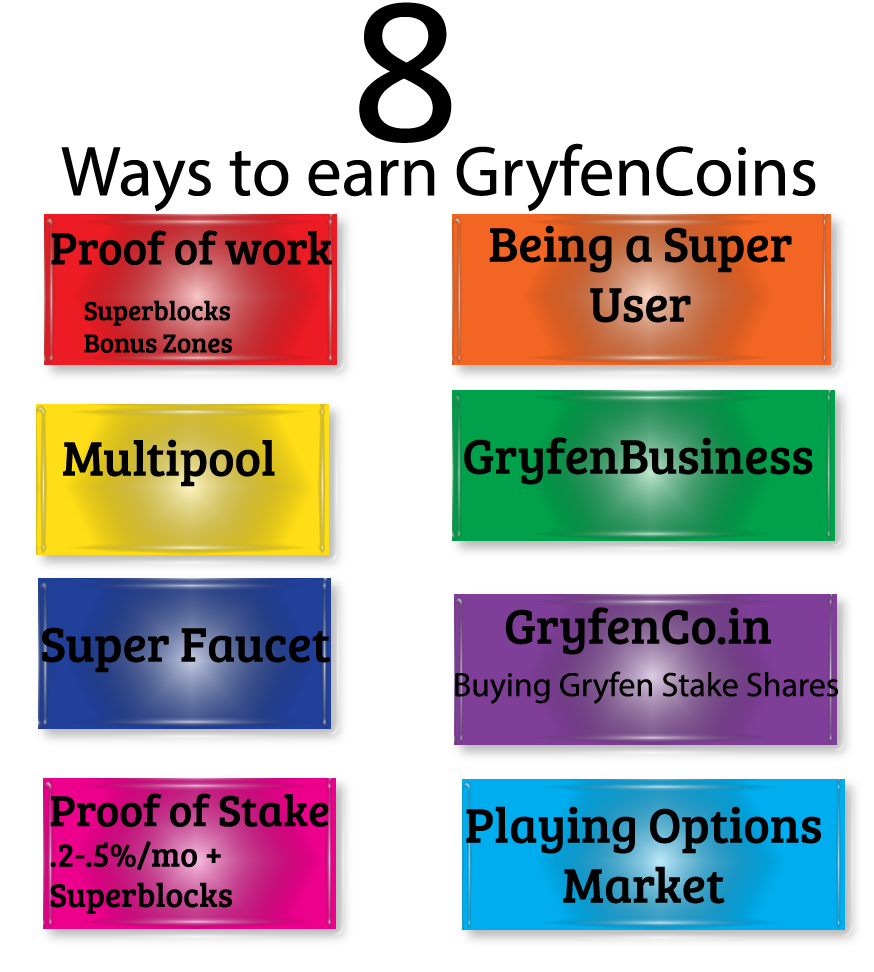 8
Ways to earn GryfenCoins
Proof of work
Superblocks
Bonus Zones
Being a Super
User
Multipool
GryfenBusiness
Super Faucet
GryfenCo.in
Buying Gryfen Stake Shares
Proof of Stake
.2-.5%/mo +
Superblocks
Playing Options
Market